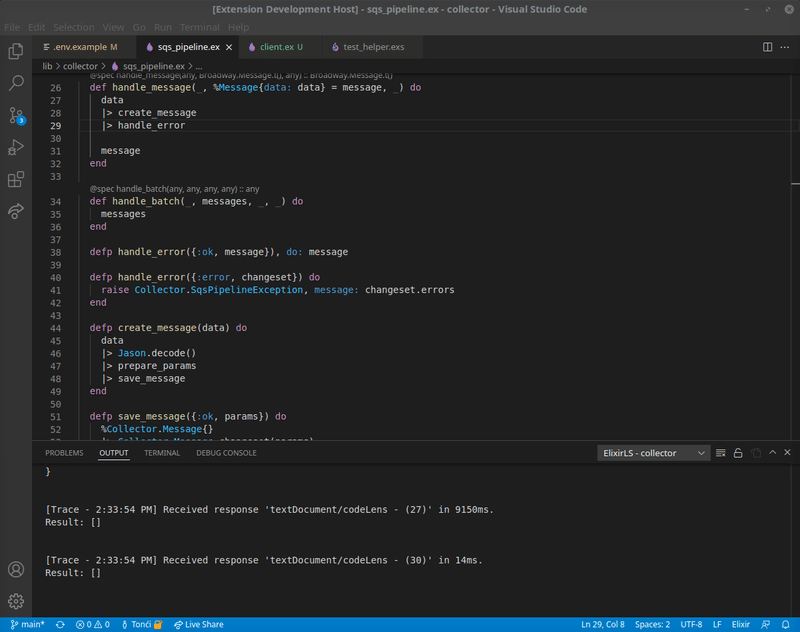 [Extension Development Host] - sqs_pipeline.ex - collector - Visual Studio Code
File Edit Selection View Go Run Terminal Help
.env.example M sqs_pipeline.ex client.ex U test_helper.exs
lib > collector > sqs_pipeline.ex > ...
@spec handle_message(any, Broadway.Message.t(), any) :: Broadway.Message.t()
26 def handle_message(_, %Message{data: data} = message, _) do
27 data
28 |> create_message
29 |> handle_error
30
31 message
32 end
33
@spec handle_batch(any, any, any, any) :: any
34 def handle_batch(_, messages, _, _) do
35 messages
36 end
37
38 defp handle_error({:ok, message}), do: message
39
40 defp handle_error({:error, changeset}) do
41 raise Collector.SqsPipelineException, message: changeset.errors
42 end
43
44 defp create_message(data) do
45 data
46 |> Jason.decode()
47 |> prepare_params
48 |> save_message
49 end
50
51 defp save_message({:ok, params}) do
52 %Collector.Message{}
53 |> Collector.Message.changeset(params)
PROBLEMS OUTPUT TERMINAL DEBUG CONSOLE ElixirLS - collector
}
[Trace - 2:33:54 PM] Received response 'textDocument/codeLens - (27)' in 9150ms.
Result: []
[Trace - 2:33:54 PM] Received response 'textDocument/codeLens - (30)' in 14ms.
Result: []
3
main* 0 0 Tonći Live Share Ln 29, Col 8 Spaces: 2 UTF-8 LF Elixir